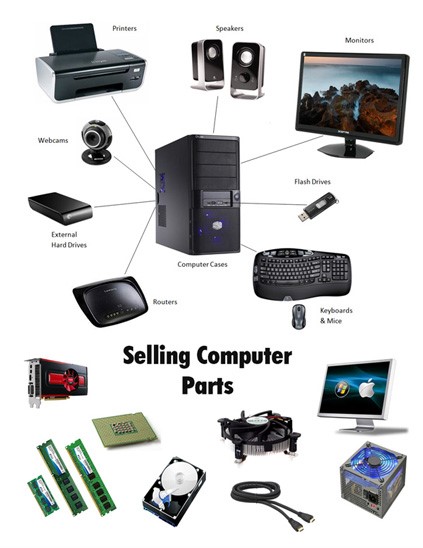 Printers
Speakers
Monitors
Webcams
Flash Drives
External
Hard Drives
Computer Cases
Routers
Keyboards
& Mice
Selling Computer
Parts